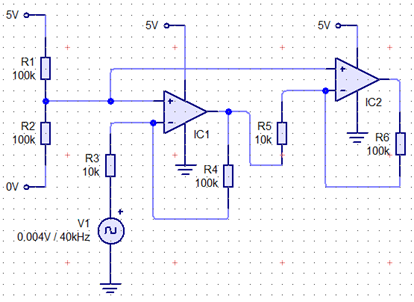 5V
5V
5V
R1
100k
R2
100k
0V
R3
10k
V1
0.004V / 40kHz
+
+
-
IC1
R4
100k
R5
10k
+
-
IC2
R6
100k